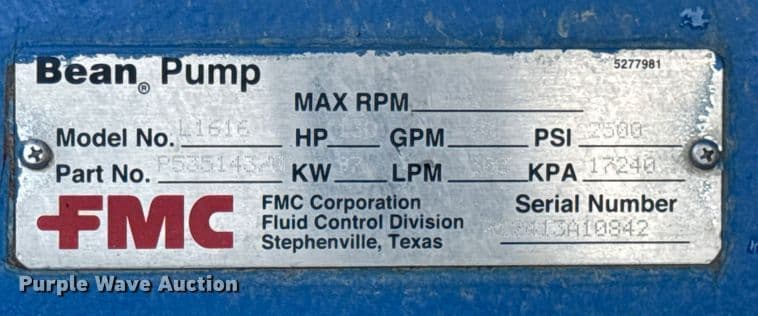 Bean® Pump
5277981
MAX RPM
Model No. L1616 HP GPM PSI 2500
Part No. KW LPM KPA 17240
FMC
FMC Corporation
Fluid Control Division
Stephenville, Texas
Serial Number
Purple Wave Auction